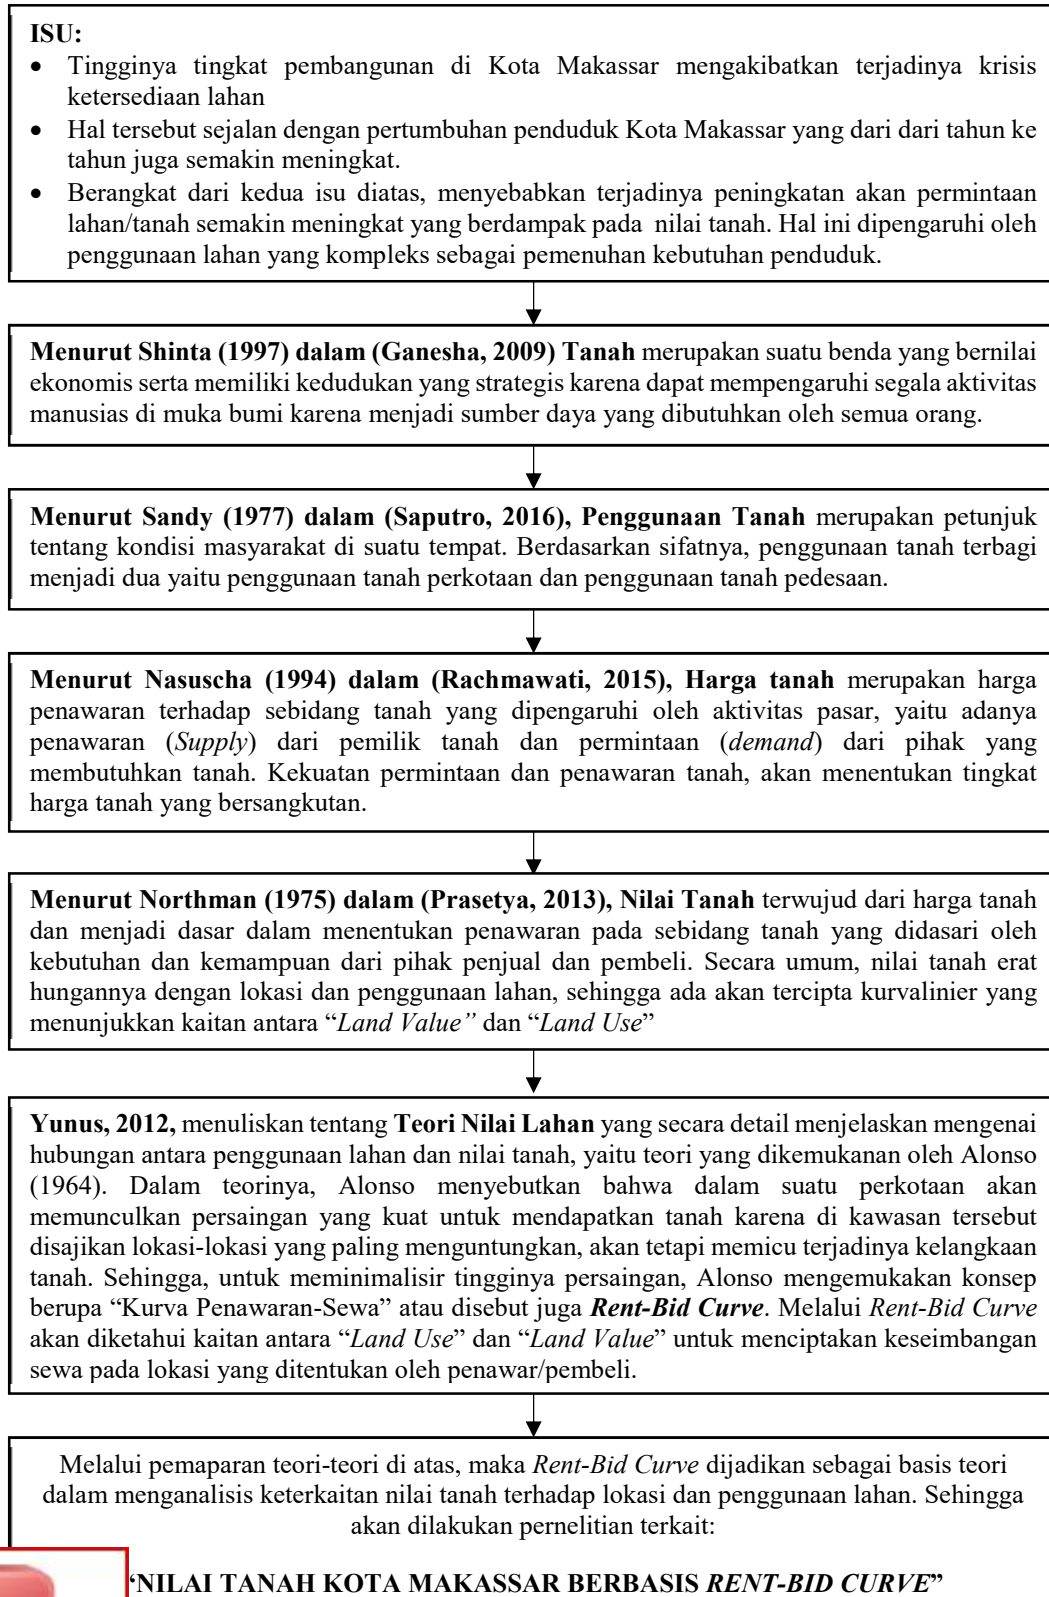 ISU:
• Tingginya tingkat pembangunan di Kota Makassar mengakibatkan terjadinya krisis
ketersediaan lahan
• Hal tersebut sejalan dengan pertumbuhan penduduk Kota Makassar yang dari dari tahun ke
tahun juga semakin meningkat.
• Berangkat dari kedua isu diatas, menyebabkan terjadinya peningkatan akan permintaan
lahan/tanah semakin meningkat yang berdampak pada nilai tanah. Hal ini dipengaruhi oleh
penggunaan lahan yang kompleks sebagai pemenuhan kebutuhan penduduk.
Menurut Shinta (1997) dalam (Ganesha, 2009) Tanah merupakan suatu benda yang bernilai
ekonomis serta memiliki kedudukan yang strategis karena dapat mempengaruhi segala aktivitas
manusias di muka bumi karena menjadi sumber daya yang dibutuhkan oleh semua orang.
Menurut Sandy (1977) dalam (Saputro, 2016), Penggunaan Tanah merupakan petunjuk
tentang kondisi masyarakat di suatu tempat. Berdasarkan sifatnya, penggunaan tanah terbagi
menjadi dua yaitu penggunaan tanah perkotaan dan penggunaan tanah pedesaan.
Menurut Nasuscha (1994) dalam (Rachmawati, 2015), Harga tanah merupakan harga
penawaran terhadap sebidang tanah yang dipengaruhi oleh aktivitas pasar, yaitu adanya
penawaran (Supply) dari pemilik tanah dan permintaan (demand) dari pihak yang
membutuhkan tanah. Kekuatan permintaan dan penawaran tanah, akan menentukan tingkat
harga tanah yang bersangkutan.
Menurut Northman (1975) dalam (Prasetya, 2013), Nilai Tanah terwujud dari harga tanah
dan menjadi dasar dalam menentukan penawaran pada sebidang tanah yang didasari oleh
kebutuhan dan kemampuan dari pihak penjual dan pembeli. Secara umum, nilai tanah erat
hungannya dengan lokasi dan penggunaan lahan, sehingga ada akan tercipta kurvalinier yang
menunjukkan kaitan antara “Land Value” dan “Land Use”
Yunus, 2012, menuliskan tentang Teori Nilai Lahan yang secara detail menjelaskan mengenai
hubungan antara penggunaan lahan dan nilai tanah, yaitu teori yang dikemukanan oleh Alonso
(1964). Dalam teorinya, Alonso menyebutkan bahwa dalam suatu perkotaan akan
memunculkan persaingan yang kuat untuk mendapatkan tanah karena di kawasan tersebut
disajikan lokasi-lokasi yang paling menguntungkan, akan tetapi memicu terjadinya kelangkaan
tanah. Sehingga, untuk meminimalisir tingginya persaingan, Alonso mengemukakan konsep
berupa “Kurva Penawaran-Sewa” atau disebut juga Rent-Bid Curve. Melalui Rent-Bid Curve
akan diketahui kaitan antara “Land Use” dan “Land Value” untuk menciptakan keseimbangan
sewa pada lokasi yang ditentukan oleh penawar/pembeli.
Melalui pemaparan teori-teori di atas, maka Rent-Bid Curve dijadikan sebagai basis teori
dalam menganalisis keterkaitan nilai tanah terhadap lokasi dan penggunaan lahan. Sehingga
akan dilakukan pernelitian terkait:
“NILAI TANAH KOTA MAKASSAR BERBASIS RENT-BID CURVE”